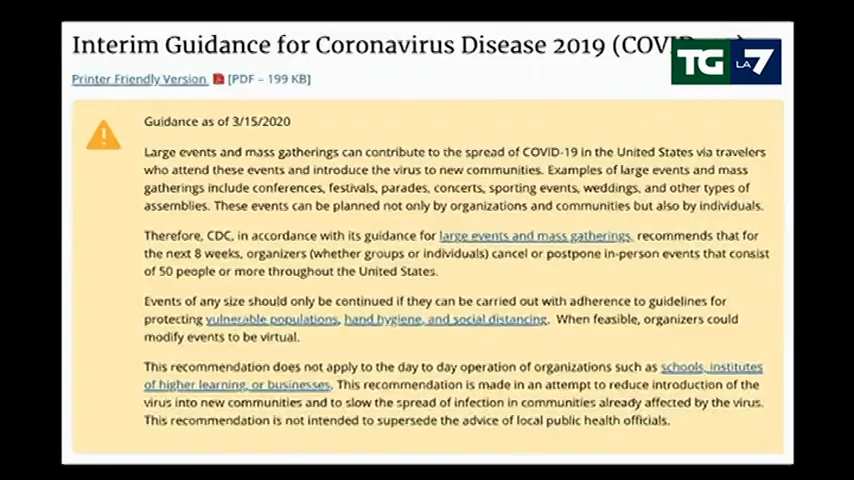 Interim Guidance for Coronavirus Disease 2019 (COVID
TG LA 7
Printer Friendly Version [PDF – 199 KB]
Guidance as of 3/15/2020
Large events and mass gatherings can contribute to the spread of COVID-19 in the United States via travelers
who attend these events and introduce the virus to new communities. Examples of large events and mass
gatherings include conferences, festivals, parades, concerts, sporting events, weddings, and other types of
assemblies. These events can be planned not only by organizations and communities but also by individuals.
Therefore, CDC, in accordance with its guidance for large events and mass gatherings, recommends that for
the next 8 weeks, organizers (whether groups or individuals) cancel or postpone in-person events that consist
of 50 people or more throughout the United States.
Events of any size should only be continued if they can be carried out with adherence to guidelines for
protecting vulnerable populations, hand hygiene, and social distancing. When feasible, organizers could
modify events to be virtual.
This recommendation does not apply to the day to day operation of organizations such as schools, institutes
of higher learning, or businesses. This recommendation is made in an attempt to reduce introduction of the
virus into new communities and to slow the spread of infection in communities already affected by the virus.
This recommendation is not intended to supersede the advice of local public health officials.